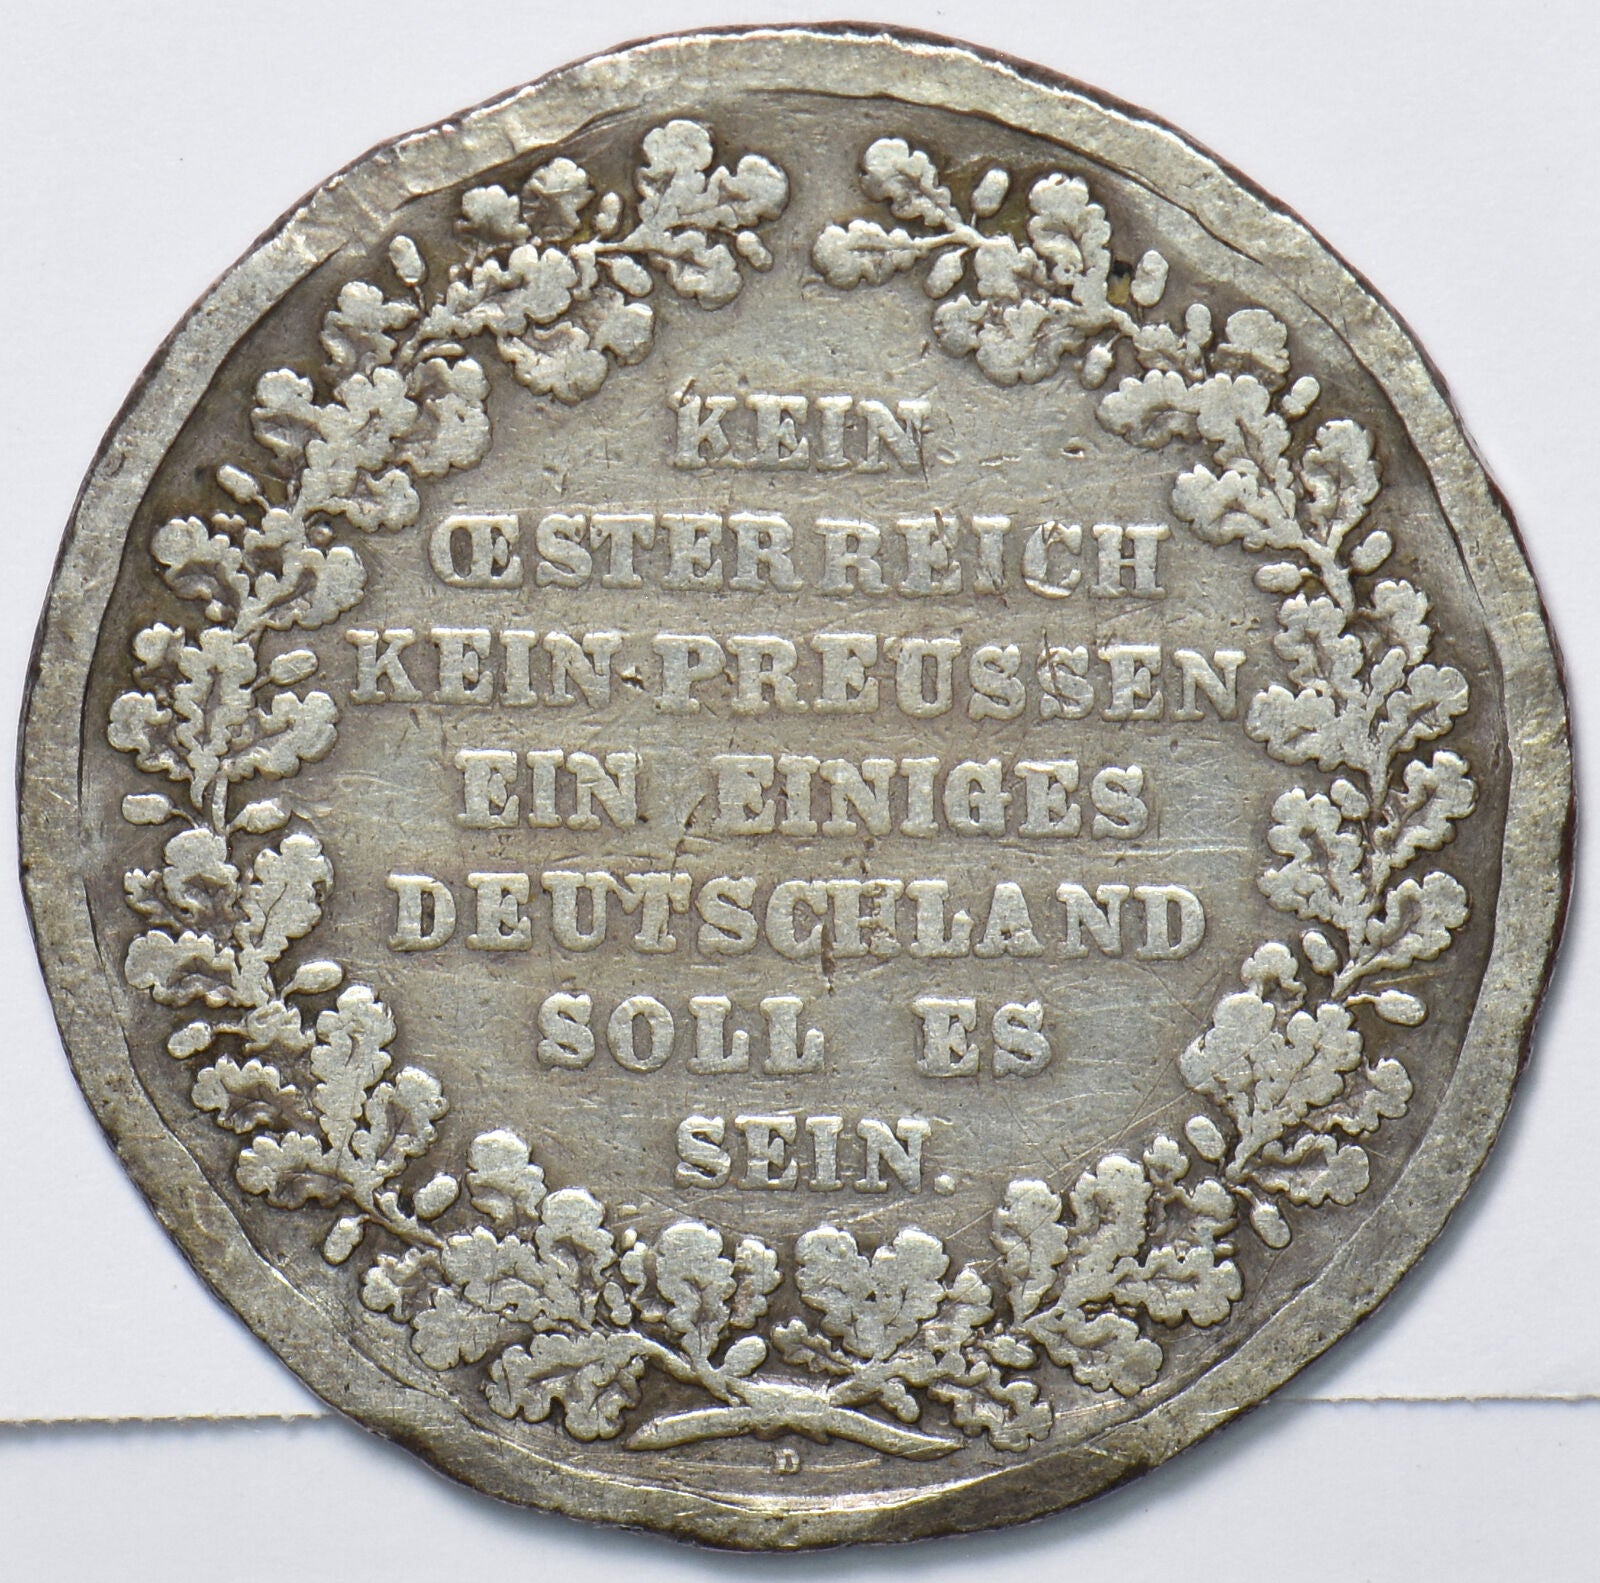 KEIN
ŒSTERREICH
KEIN·PREUSSEN
EIN EINIGES
DEUTSCHLAND
SOLL ES
SEIN.
D